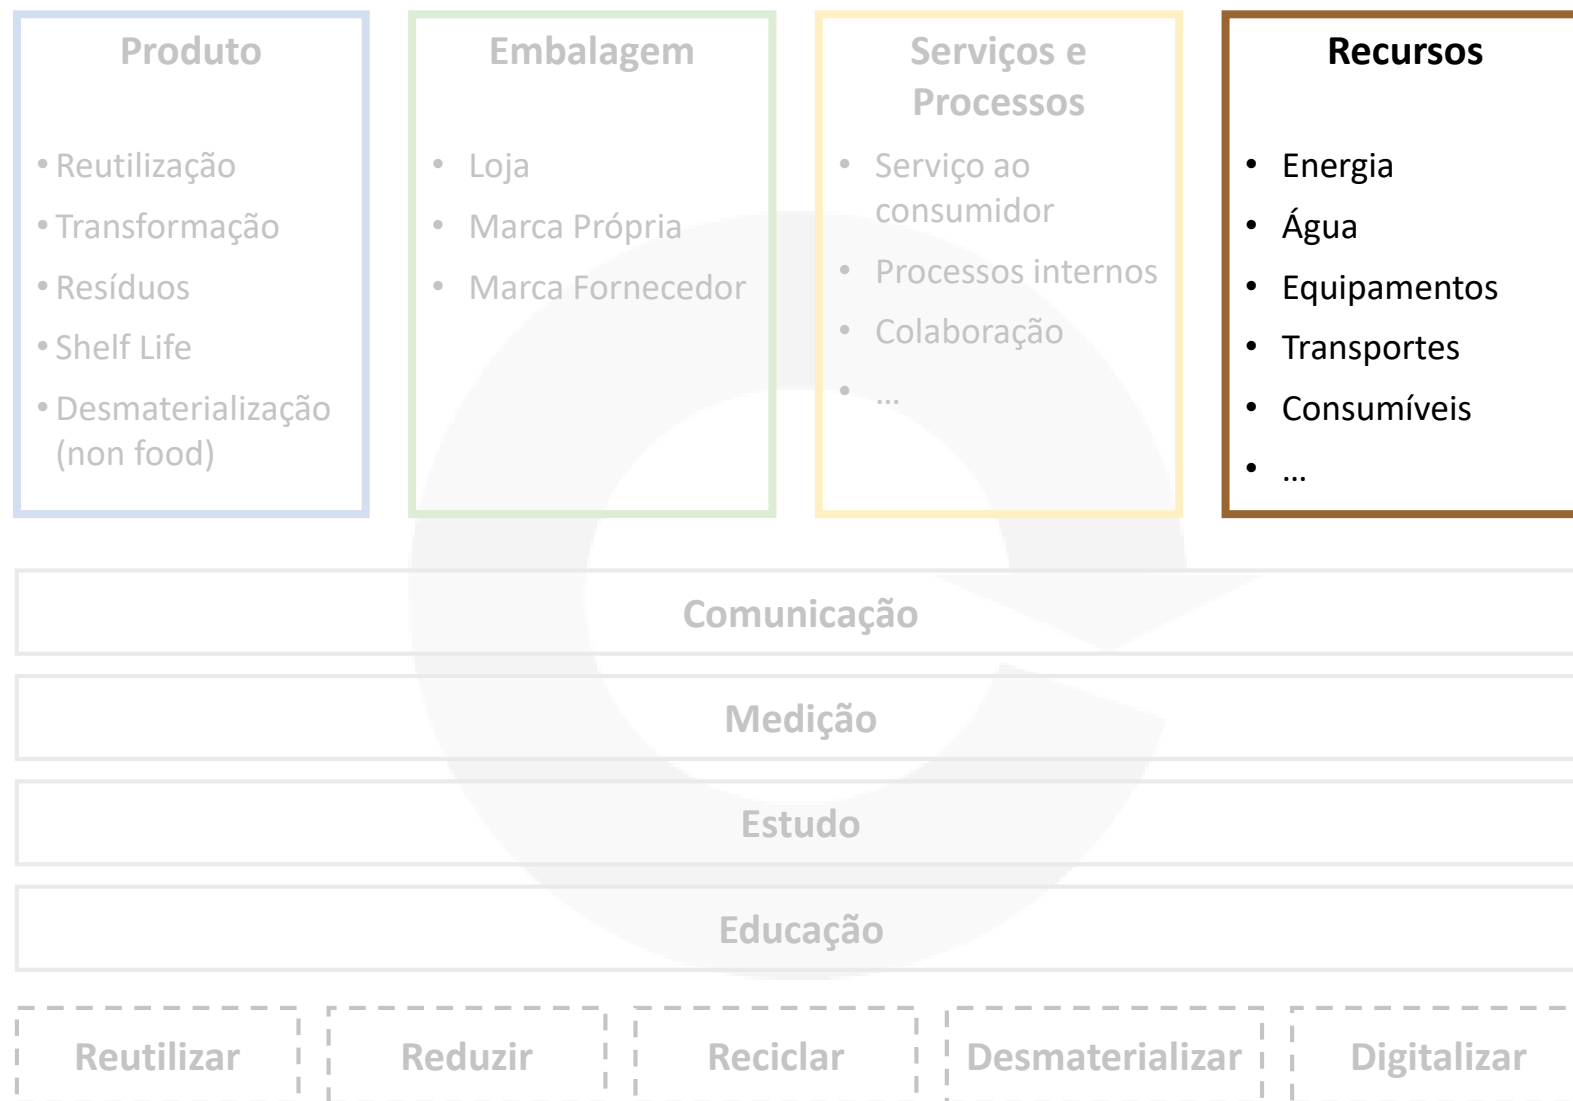 Produto
• Reutilização
• Transformação
• Resíduos
• Shelf Life
• Desmaterialização
(non food)
Embalagem
• Loja
• Marca Própria
• Marca Fornecedor
Serviços e
Processos
• Serviço ao
consumidor
• Processos internos
• Colaboração
• ...
Recursos
• Energia
• Água
• Equipamentos
• Transportes
• Consumíveis
• ...
Comunicação
Medição
Estudo
Educação
Reutilizar
Reduzir
Reciclar
Desmaterializar
Digitalizar